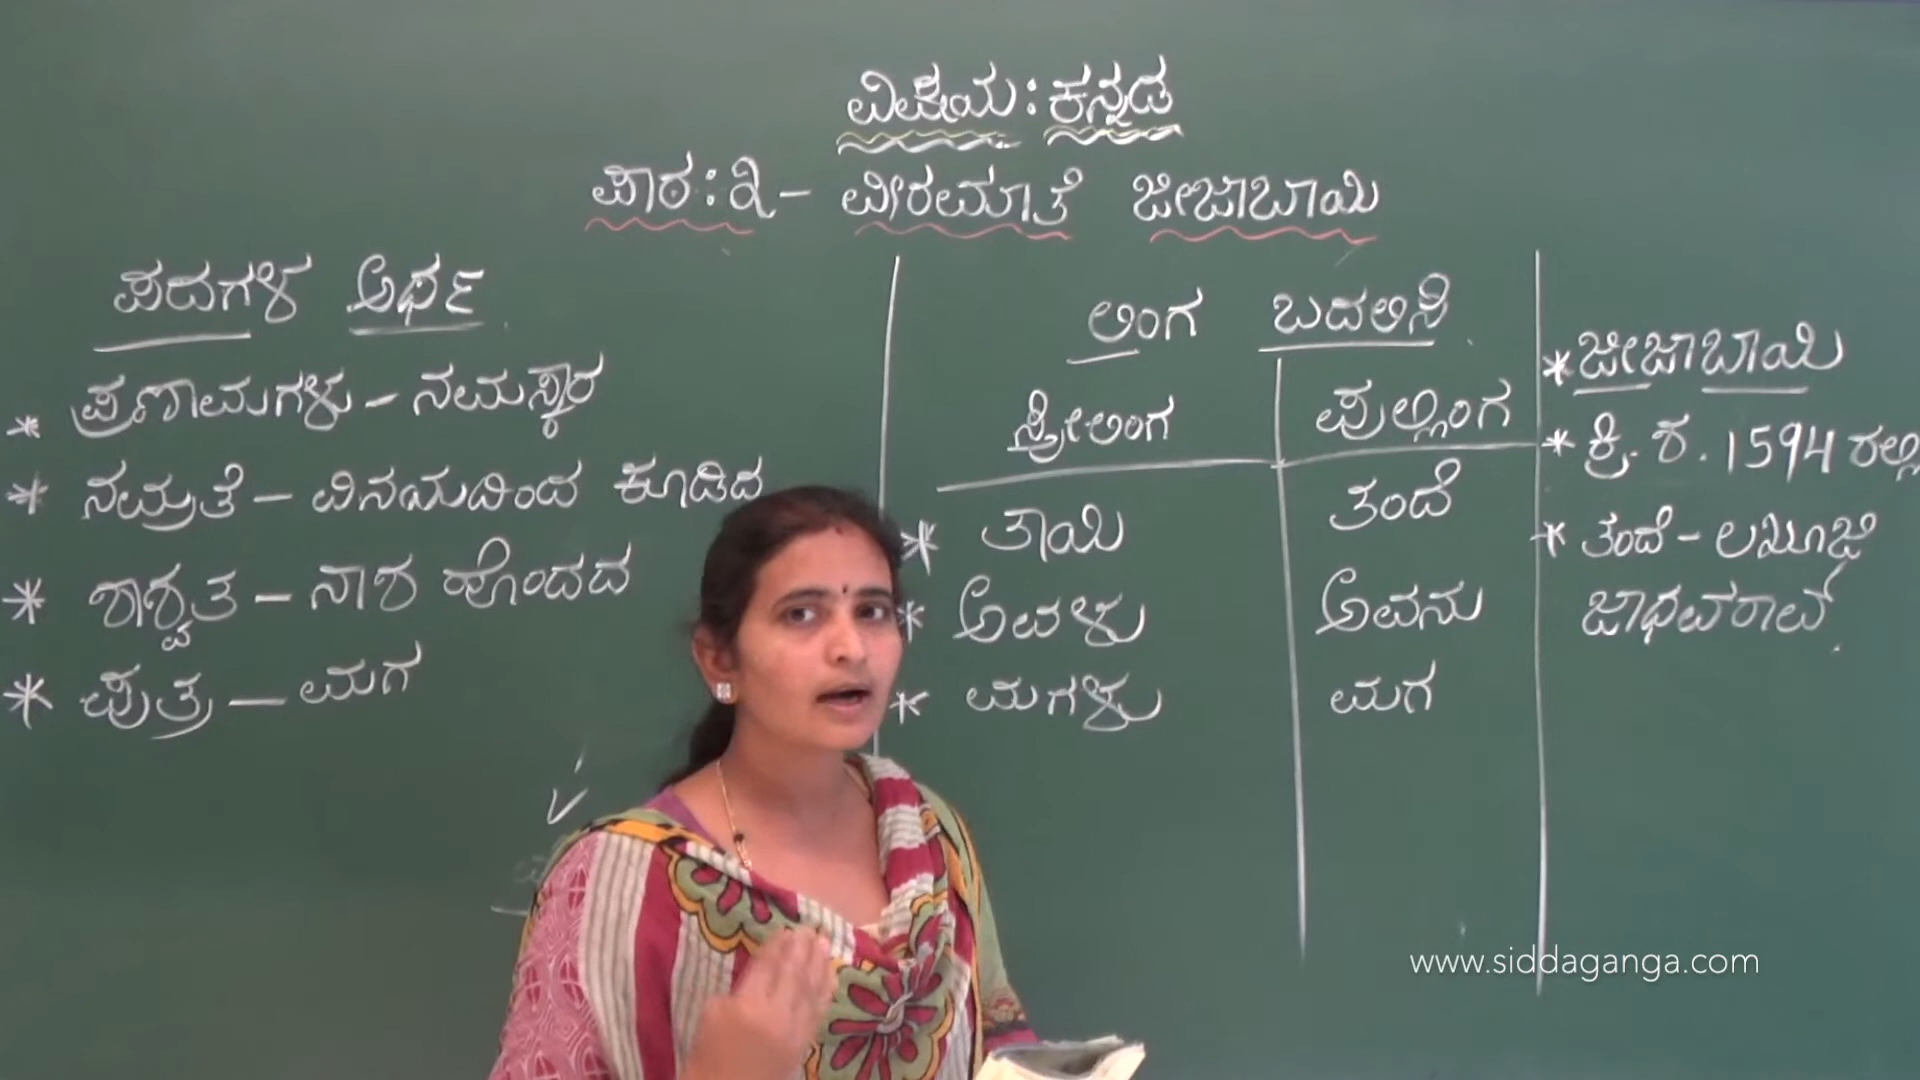 ವಿಷಯ : ಕನ್ನಡ
ಪಾಠ : ೩ - ವೀರಮಾತೆ ಜೀಜಾಬಾಯಿ
ಪದಗಳ ಅರ್ಥ
* ಪ್ರಣಾಮಗಳು - ನಮಸ್ಕಾರ
* ನಮ್ರತೆ - ವಿನಯದಿಂದ ಕೂಡಿದ
* ಶಾಶ್ವತ - ನಾಶ ಹೊಂದದ
* ಪುತ್ರ - ಮಗ
ಲಿಂಗ ಬದಲಿಸಿ
ಸ್ತ್ರೀಲಿಂಗ ಪುಲ್ಲಿಂಗ
* ತಾಯಿ ತಂದೆ
* ಅವಳು ಅವನು
* ಮಗಳು ಮಗ
* ಜೀಜಾಬಾಯಿ
* ಕ್ರಿ. ಶ. 1594 ರಲ್ಲಿ
* ತಂದೆ - ಲಖೂಜಿ
ಜಾಧವರಾವ್.
www.siddaganga.com